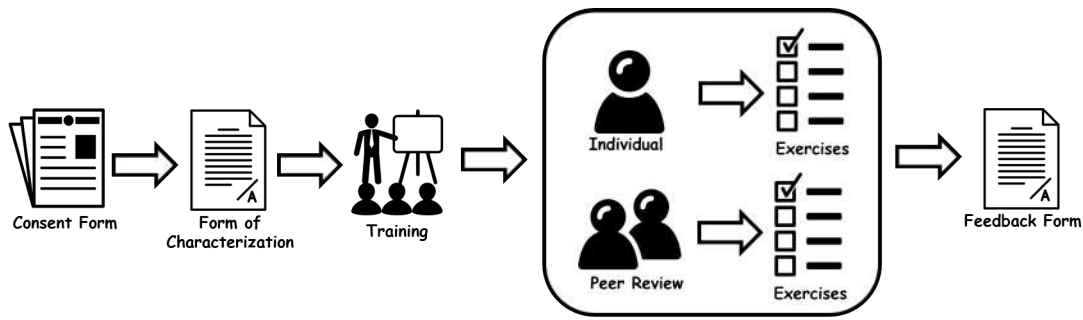 Consent Form
Form of
Characterization
Training
Individual
Exercises
Peer Review
Exercises
Feedback Form
A
A